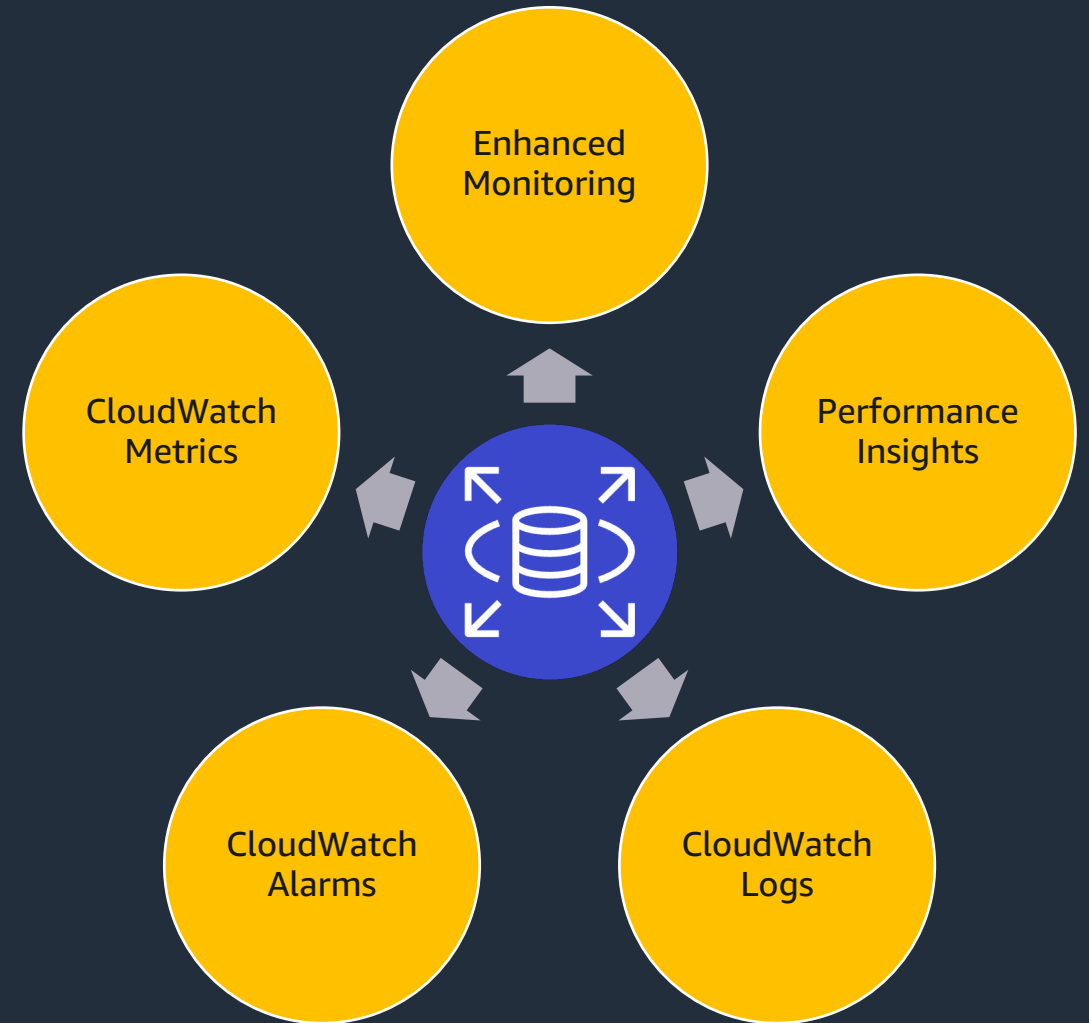 Enhanced
Monitoring
CloudWatch
Metrics
Performance
Insights
CloudWatch
Alarms
CloudWatch
Logs